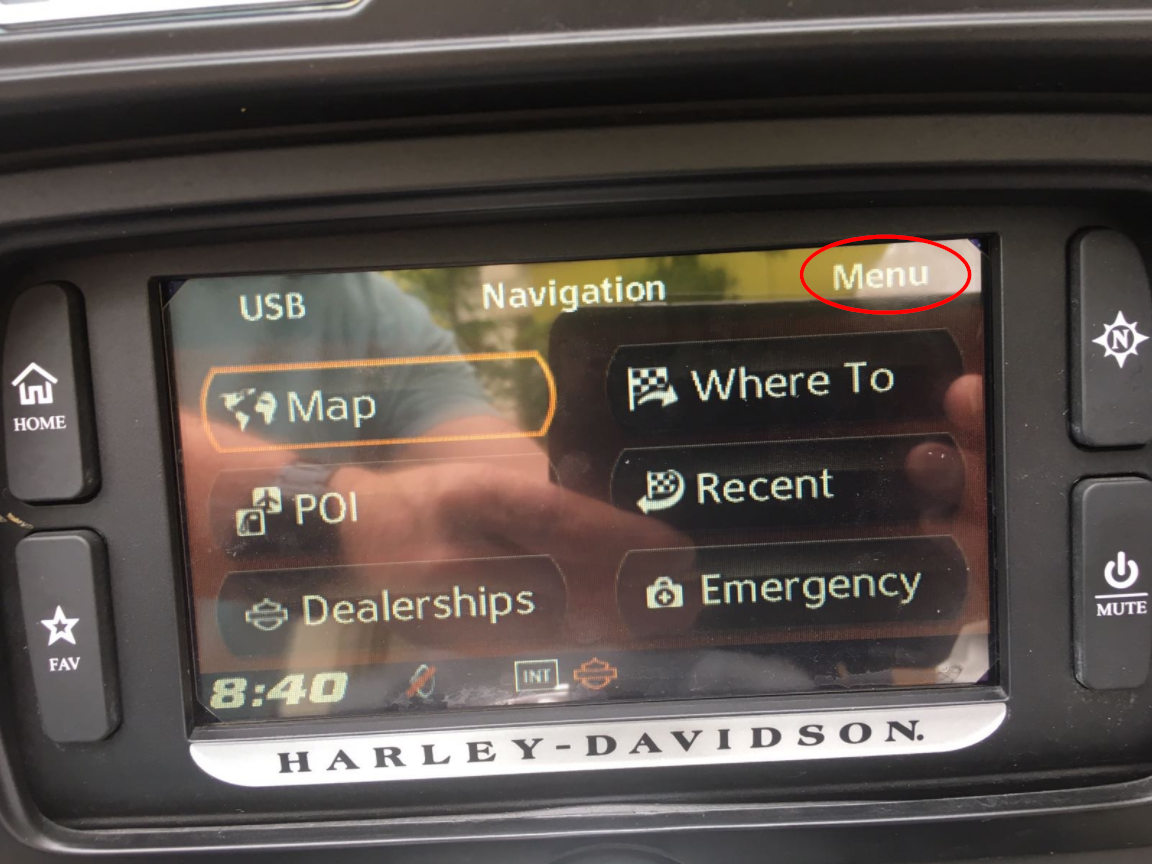 USB Navigation Menu
Map Where To
N
HOME
POI Recent
Dealerships Emergency
FAV
MUTE
8:40 INT
HARLEY-DAVIDSON.